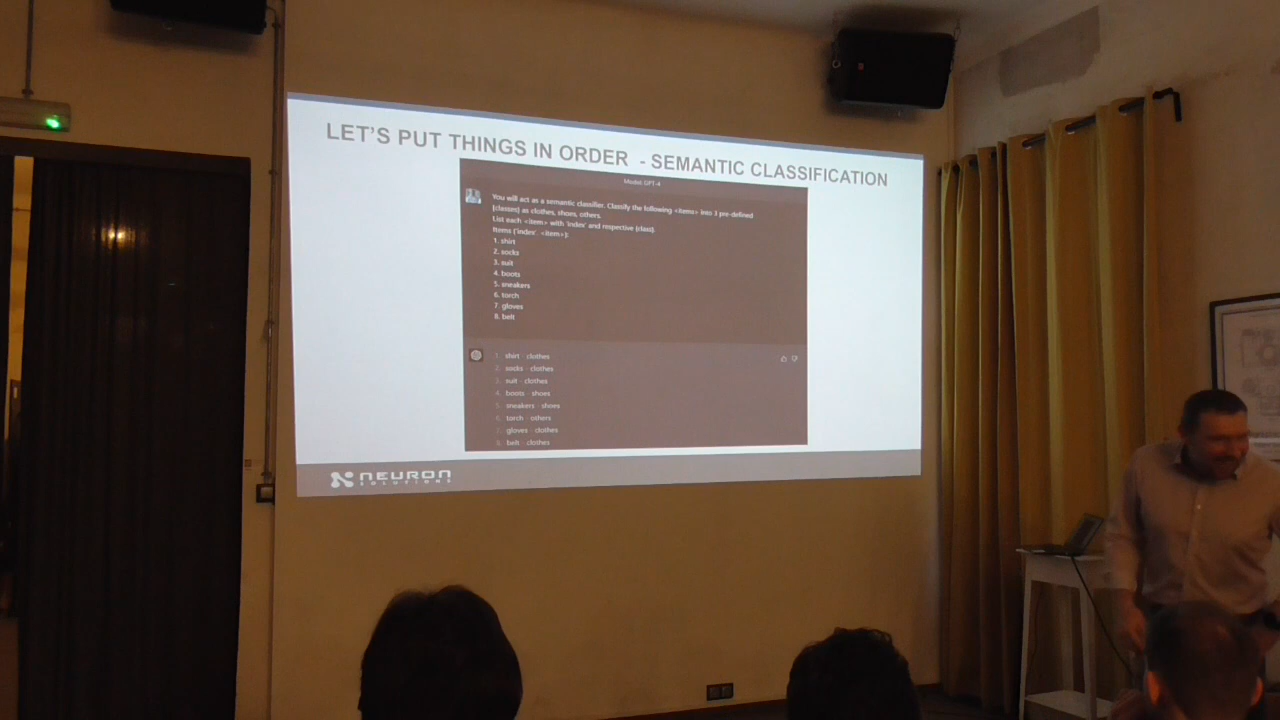 LET'S PUT THINGS IN ORDER - SEMANTIC CLASSIFICATION
Model: GPT-4
You will act as a semantic classifier. Classify the following <items> into 3 pre-defined
{classes} as clothes, shoes, others.
List each <item> with 'index' and respective {class}.
Items ('index'. <item>):
1. shirt
2. socks
3. suit
4. boots
5. sneakers
6. torch
7. gloves
8. belt
1. shirt - clothes
2. socks - clothes
3. suit - clothes
4. boots - shoes
5. sneakers - shoes
6. torch - others
7. gloves - clothes
8. belt - clothes
NEURON
SOLUTIONS